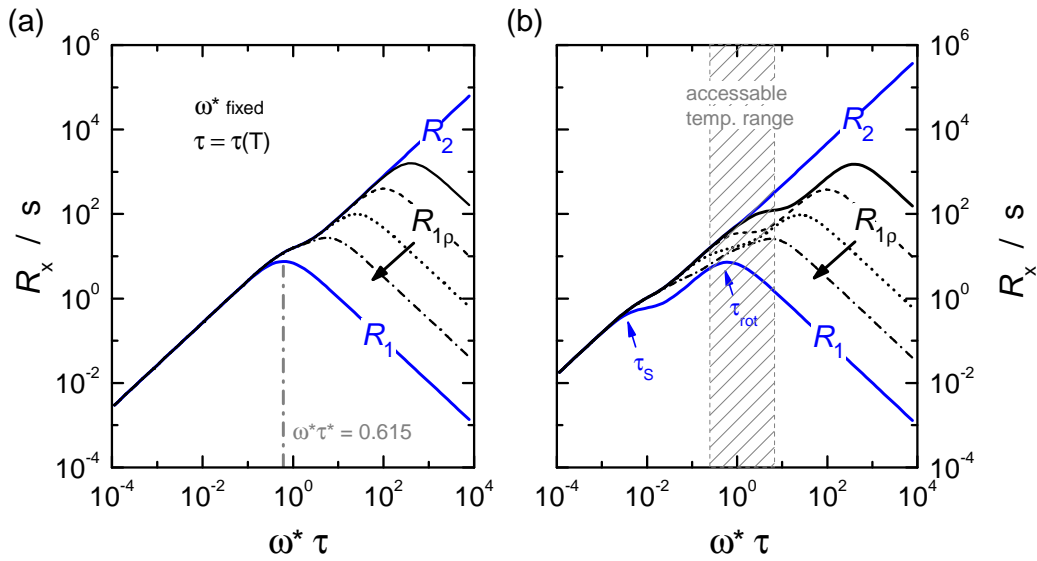 (a)
(b)
10^6
10^4
10^2
10^0
10^-2
10^-4
R_x / s
ω* fixed
τ = τ(T)
R_2
R_1ρ
R_1
ω*τ* = 0.615
10^-4 10^-2 10^0 10^2 10^4
ω* τ
accessable
temp. range
R_2
R_1ρ
τ_rot
R_1
τ_S
10^6
10^4
10^2
10^0
10^-2
10^-4
R_x / s
10^-4 10^-2 10^0 10^2 10^4
ω* τ